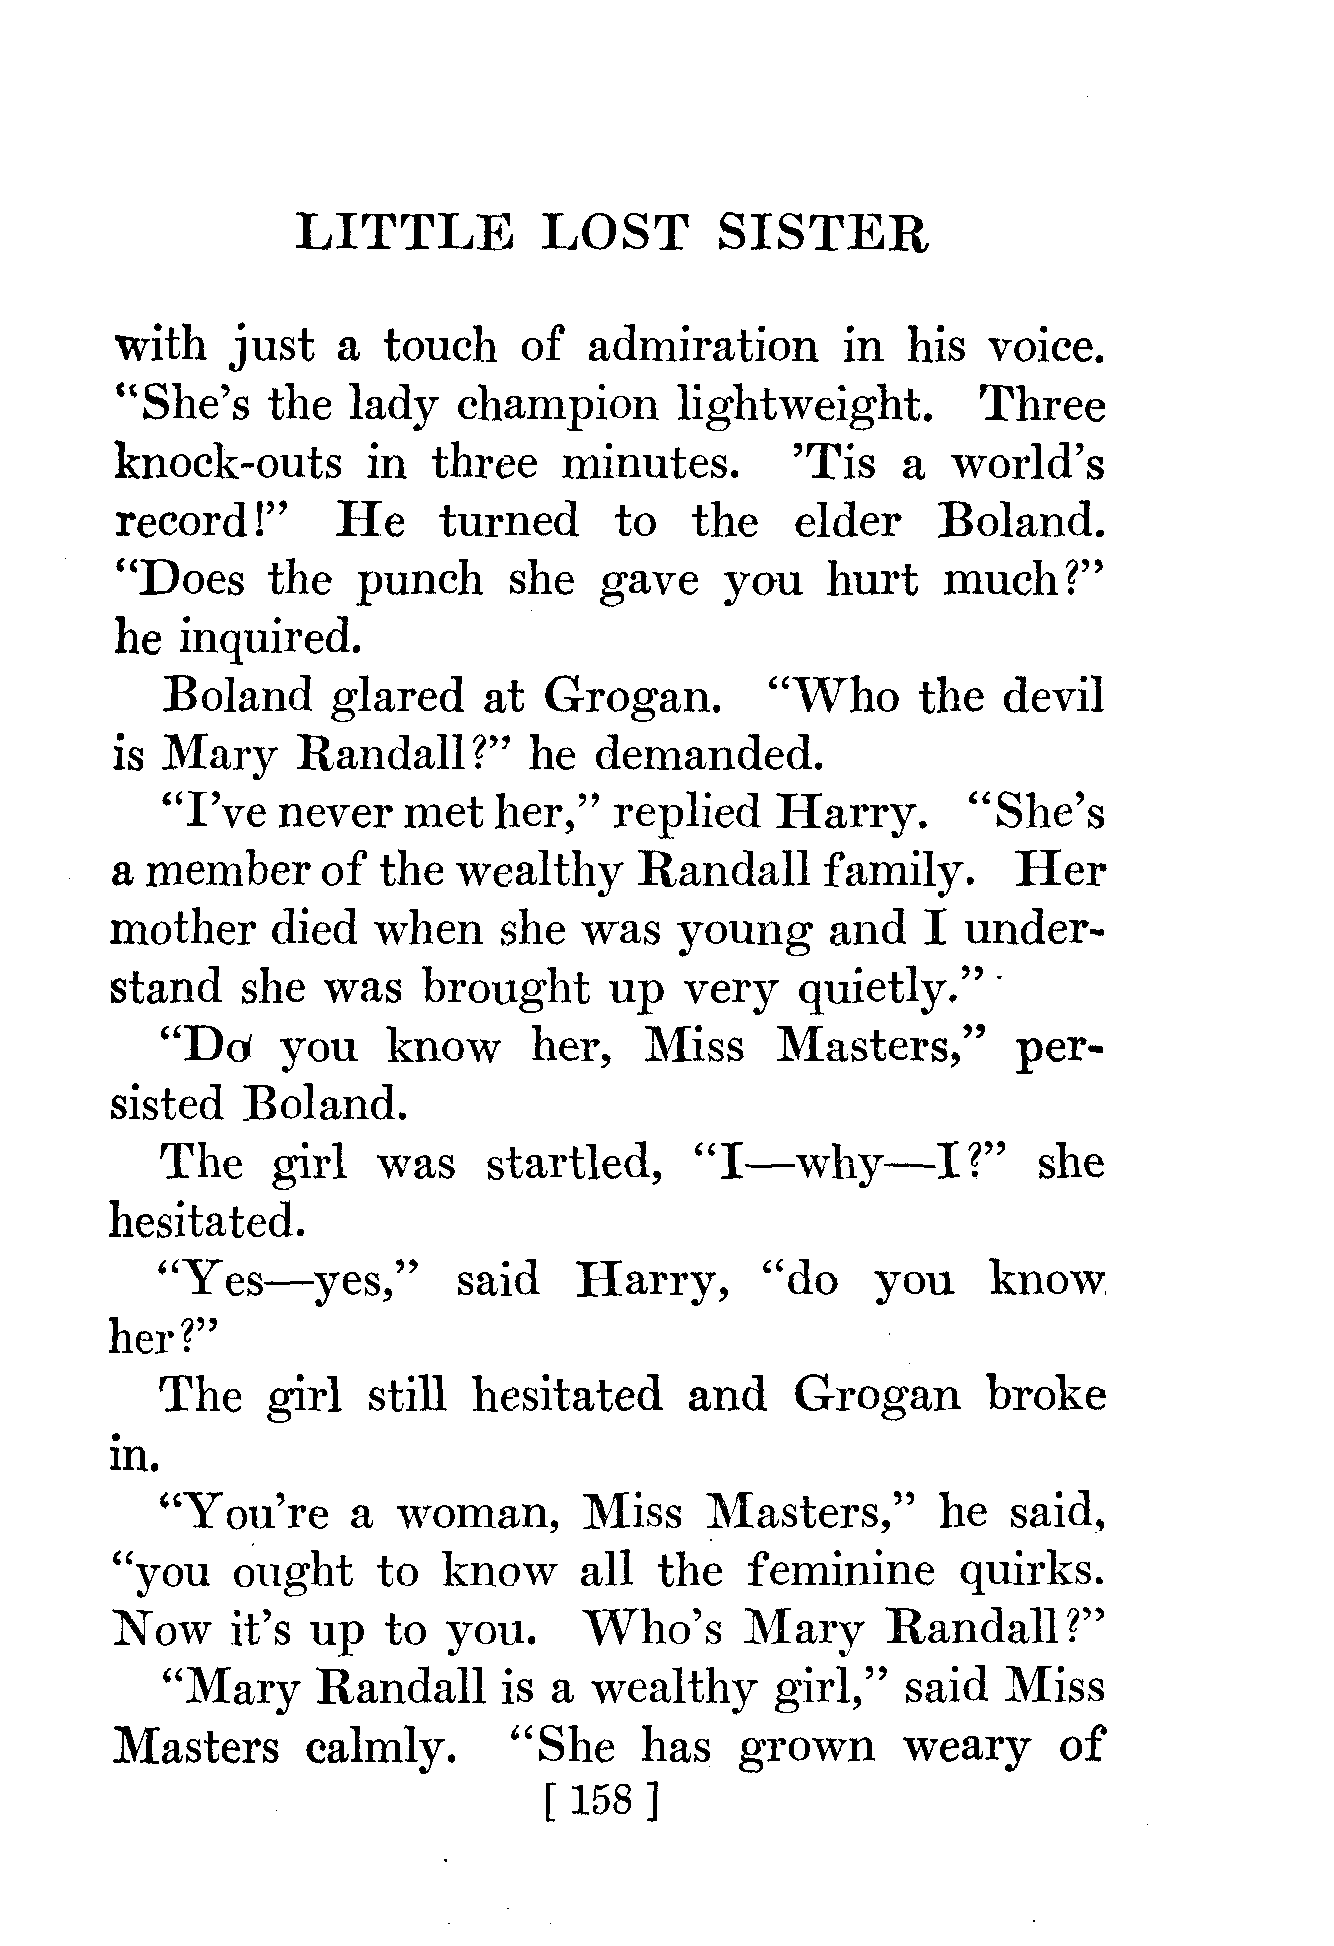 LITTLE LOST SISTER
with just a touch of admiration in his voice.
“She’s the lady champion lightweight. Three
knock-outs in three minutes. ’Tis a world’s
record!” He turned to the elder Boland.
“Does the punch she gave you hurt much?”
he inquired.
Boland glared at Grogan. “Who the devil
is Mary Randall?” he demanded.
“I’ve never met her,” replied Harry. “She’s
a member of the wealthy Randall family. Her
mother died when she was young and I under-
stand she was brought up very quietly.”
“Do you know her, Miss Masters,” per-
sisted Boland.
The girl was startled, “I—why—I?” she
hesitated.
“Yes—yes,” said Harry, “do you know
her?”
The girl still hesitated and Grogan broke
in.
“You’re a woman, Miss Masters,” he said,
“you ought to know all the feminine quirks.
Now it’s up to you. Who’s Mary Randall?”
“Mary Randall is a wealthy girl,” said Miss
Masters calmly. “She has grown weary of
[ 158 ]